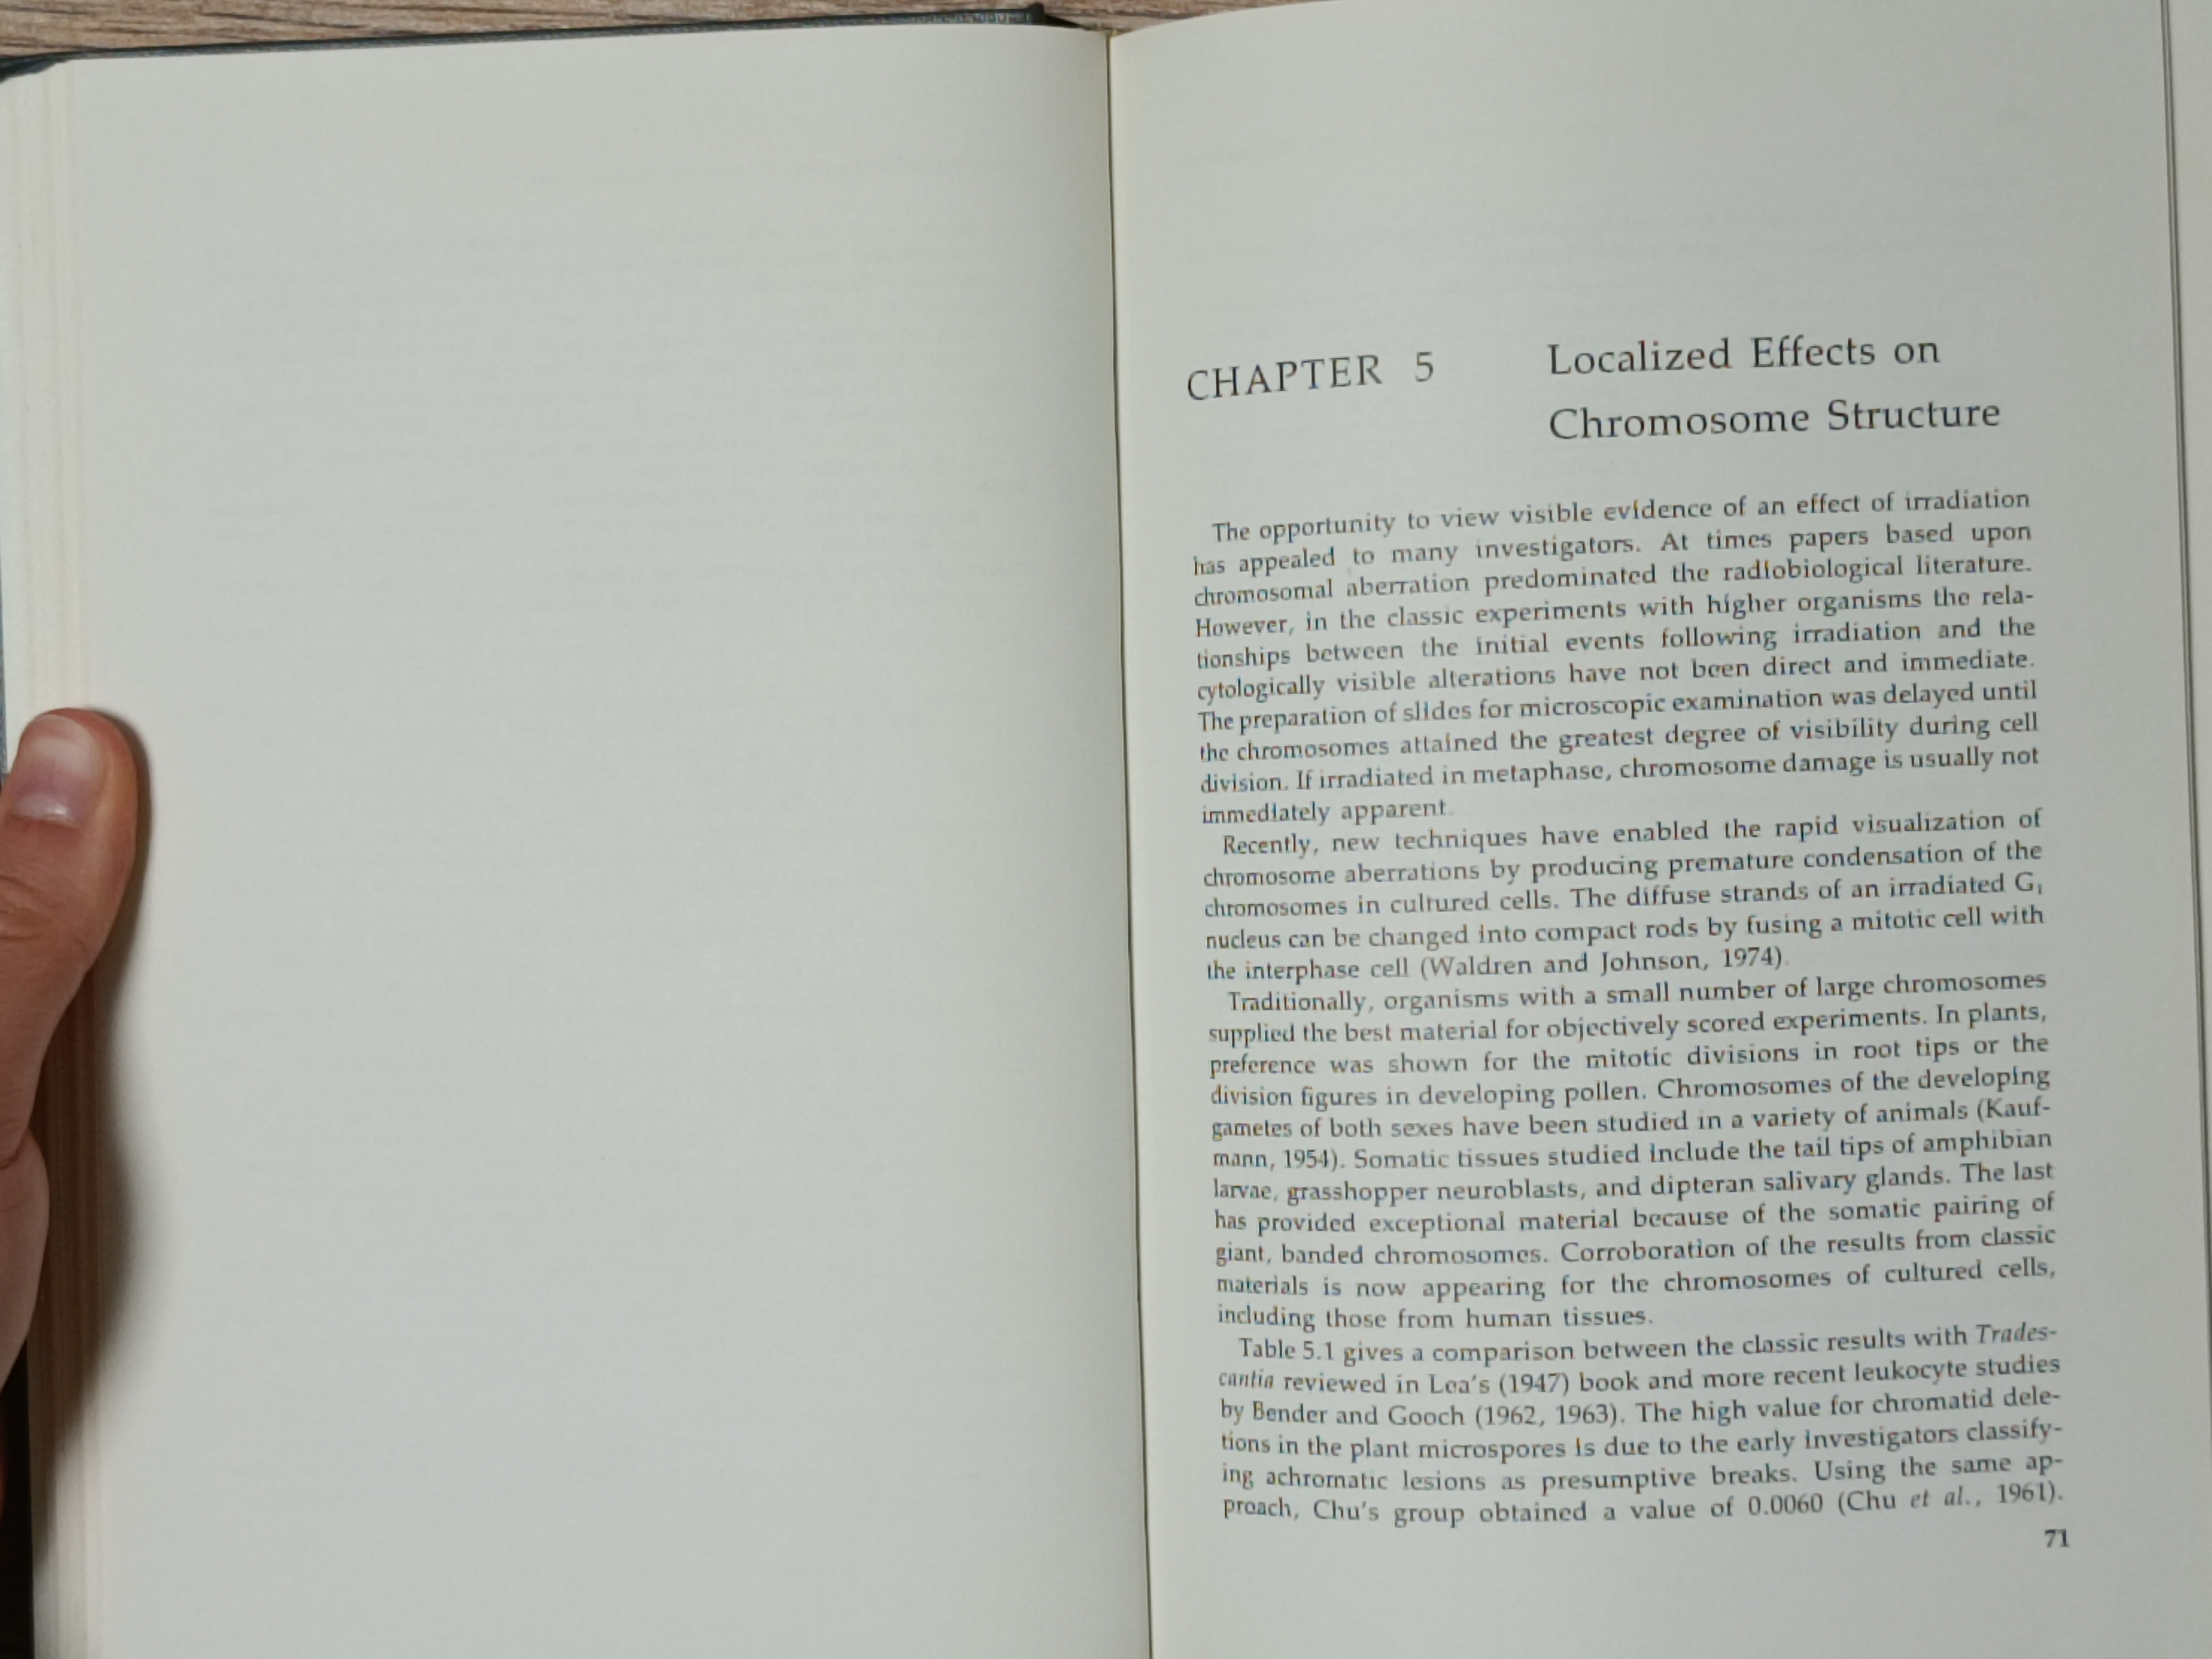 CHAPTER 5
Localized Effects on
Chromosome Structure
The opportunity to view visible evidence of an effect of irradiation
has appealed to many investigators. At times papers based upon
chromosomal aberration predominated the radiobiological literature.
However, in the classic experiments with higher organisms the rela-
tionships between the initial events following irradiation and the
cytologically visible alterations have not been direct and immediate.
The preparation of slides for microscopic examination was delayed until
the chromosomes attained the greatest degree of visibility during cell
division. If irradiated in metaphase, chromosome damage is usually not
immediately apparent.
Recently, new techniques have enabled the rapid visualization of
chromosome aberrations by producing premature condensation of the
chromosomes in cultured cells. The diffuse strands of an irradiated G₁
nucleus can be changed into compact rods by fusing a mitotic cell with
the interphase cell (Waldren and Johnson, 1974).
Traditionally, organisms with a small number of large chromosomes
supplied the best material for objectively scored experiments. In plants,
preference was shown for the mitotic divisions in root tips or the
division figures in developing pollen. Chromosomes of the developing
gametes of both sexes have been studied in a variety of animals (Kauf-
mann, 1954). Somatic tissues studied include the tail tips of amphibian
larvae, grasshopper neuroblasts, and dipteran salivary glands. The last
has provided exceptional material because of the somatic pairing of
giant, banded chromosomes. Corroboration of the results from classic
materials is now appearing for the chromosomes of cultured cells,
including those from human tissues.
Table 5.1 gives a comparison between the classic results with Trades-
cantia reviewed in Lea's (1947) book and more recent leukocyte studies
by Bender and Gooch (1962, 1963). The high value for chromatid dele-
tions in the plant microspores is due to the early investigators classify-
ing achromatic lesions as presumptive breaks. Using the same ap-
proach, Chu's group obtained a value of 0.0060 (Chu et al., 1961).
71